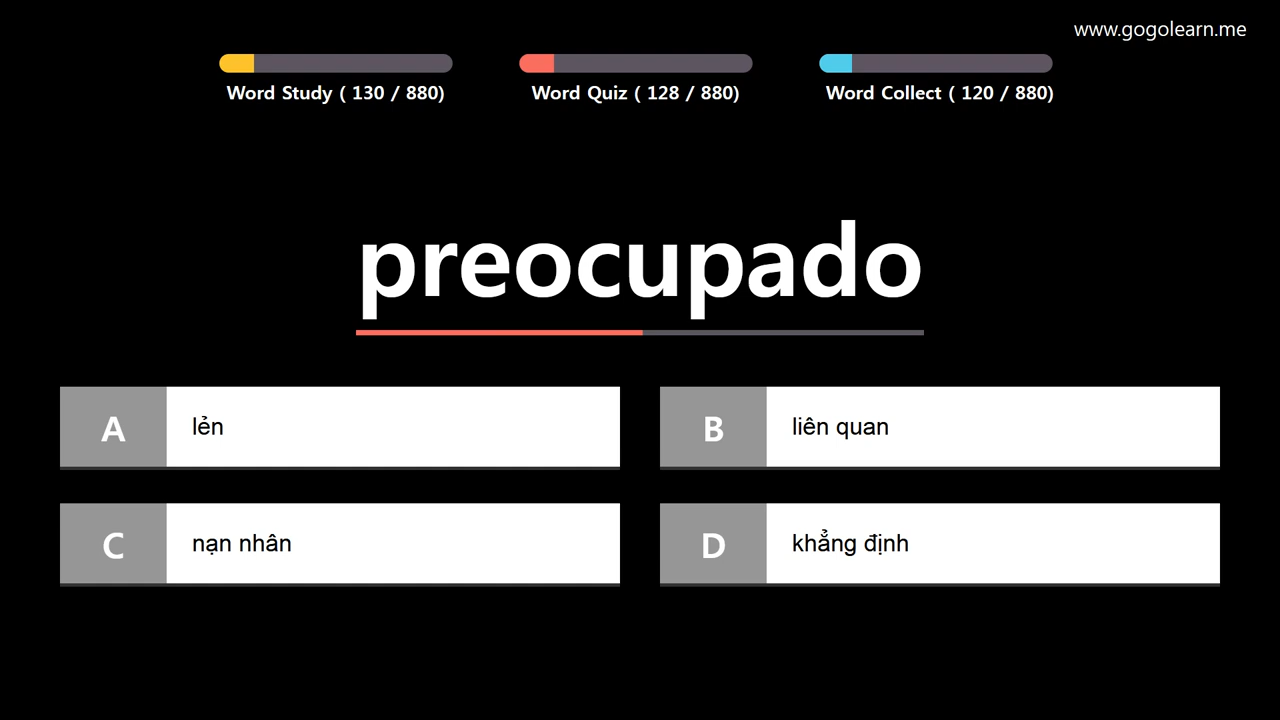 www.gogolearn.me
Word Study ( 130 / 880)
Word Quiz ( 128 / 880)
Word Collect ( 120 / 880)
preocupado
A lẻn
B liên quan
C nạn nhân
D khẳng định